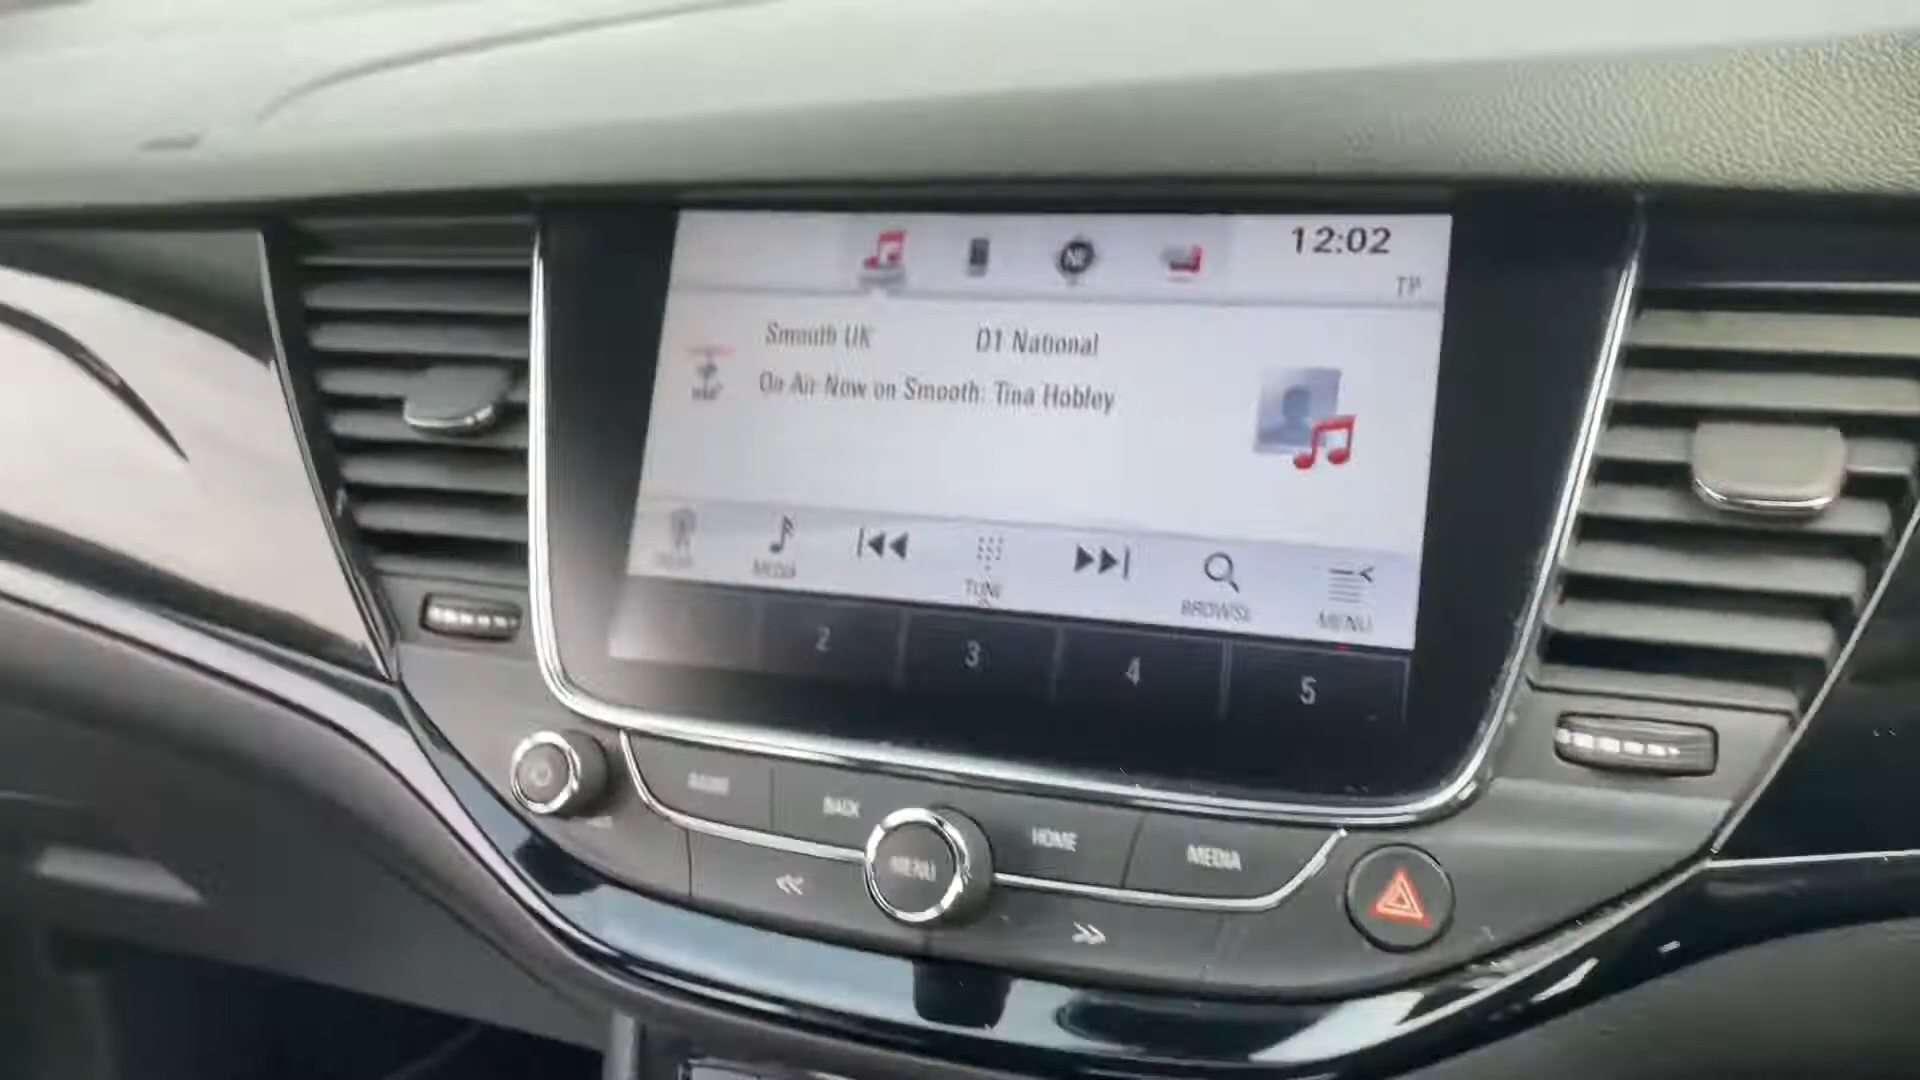 12:02
TP
NE
Smooth UK D1 National
On Air Now on Smooth: Tina Hobley
MEDIA
TUNE
BROWSE
MENU
2
3
4
5
BACK
HOME
MEDIA
MENU